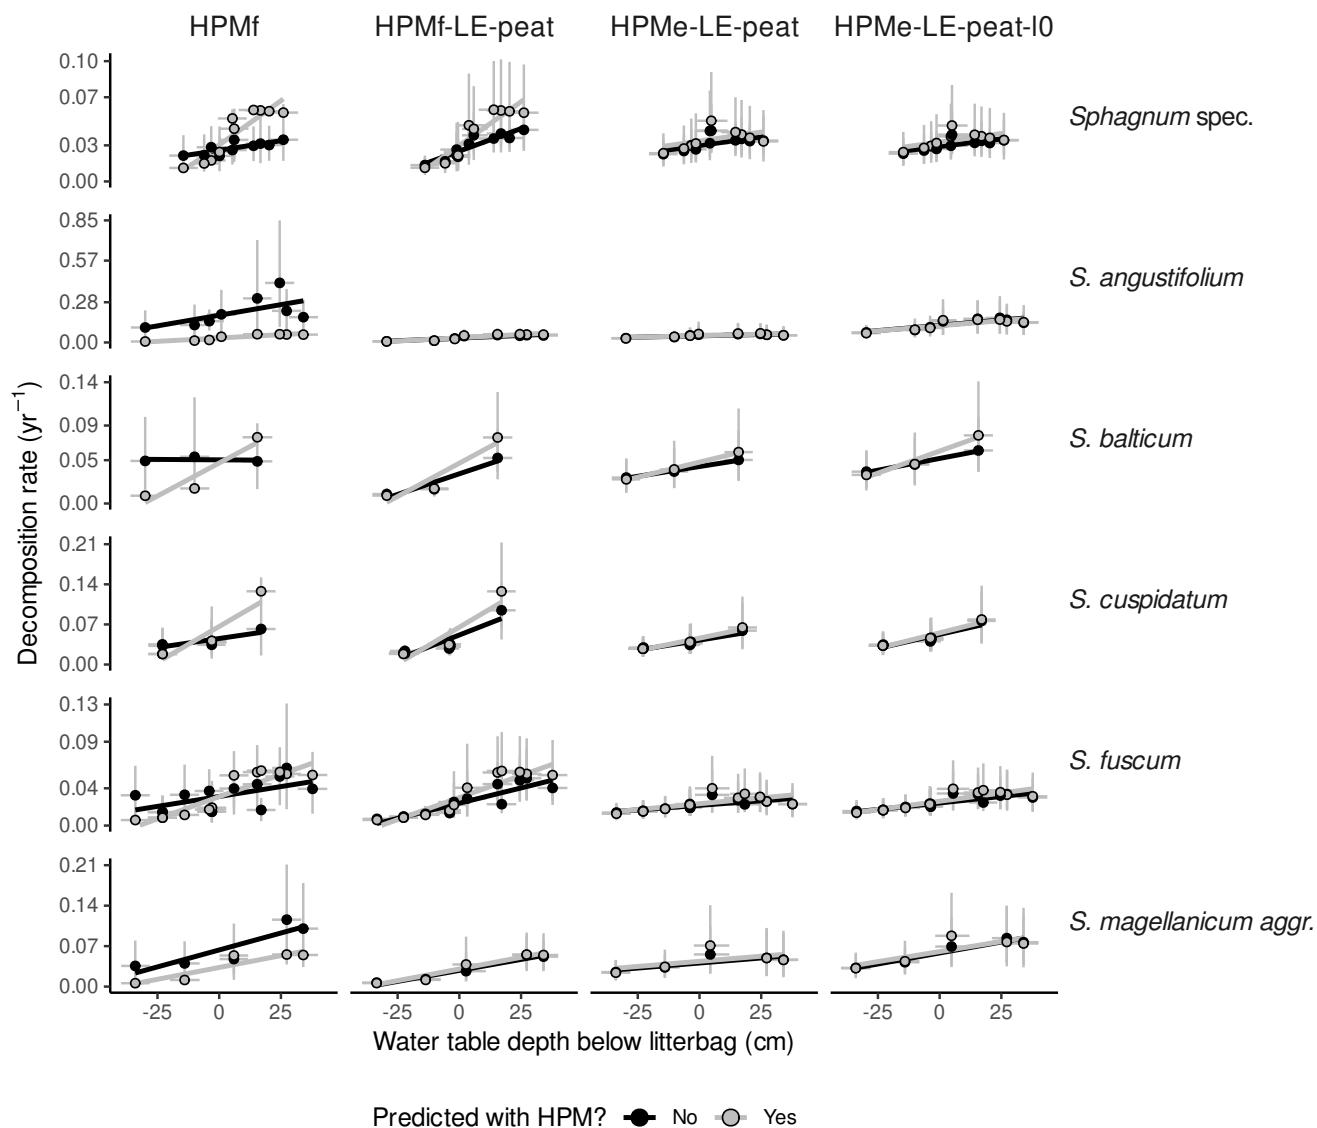 HPMf HPMf-LE-peat HPMe-LE-peat HPMe-LE-peat-l0
0.10
0.07
0.03
0.00
Sphagnum spec.
0.85
0.57
0.28
0.00
S. angustifolium
0.14
0.09
0.05
0.00
S. balticum
0.21
0.14
0.07
0.00
S. cuspidatum
0.13
0.09
0.04
0.00
S. fuscum
0.21
0.14
0.07
0.00
S. magellanicum aggr.
Decomposition rate (yr⁻¹)
-25 0 25 -25 0 25 -25 0 25 -25 0 25
Water table depth below litterbag (cm)
Predicted with HPM? No Yes